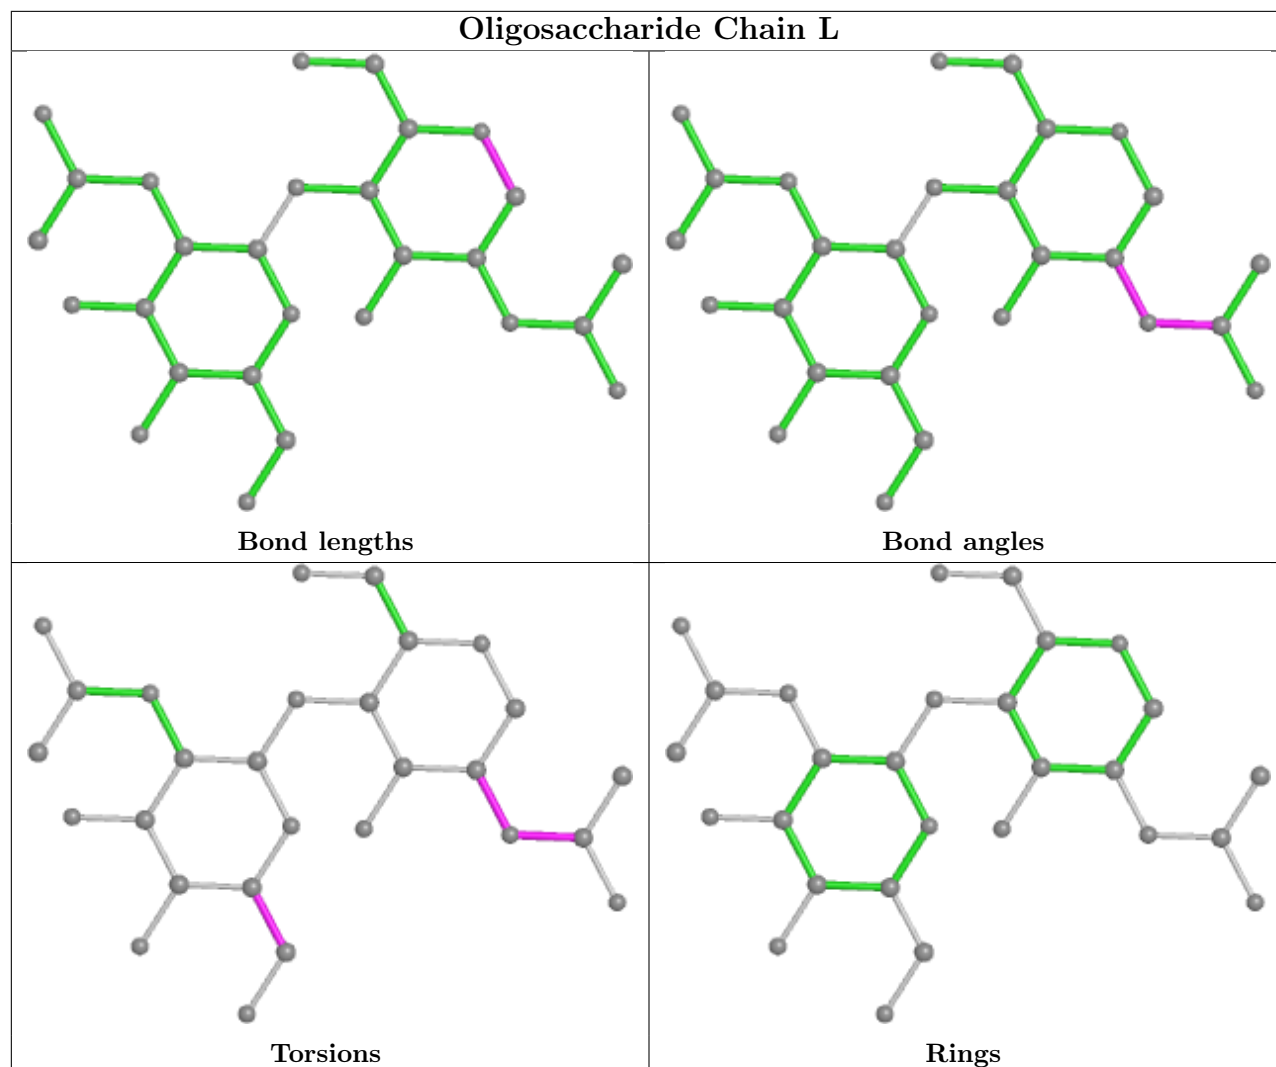 Oligosaccharide Chain L
Bond lengths
Bond angles
Torsions
Rings